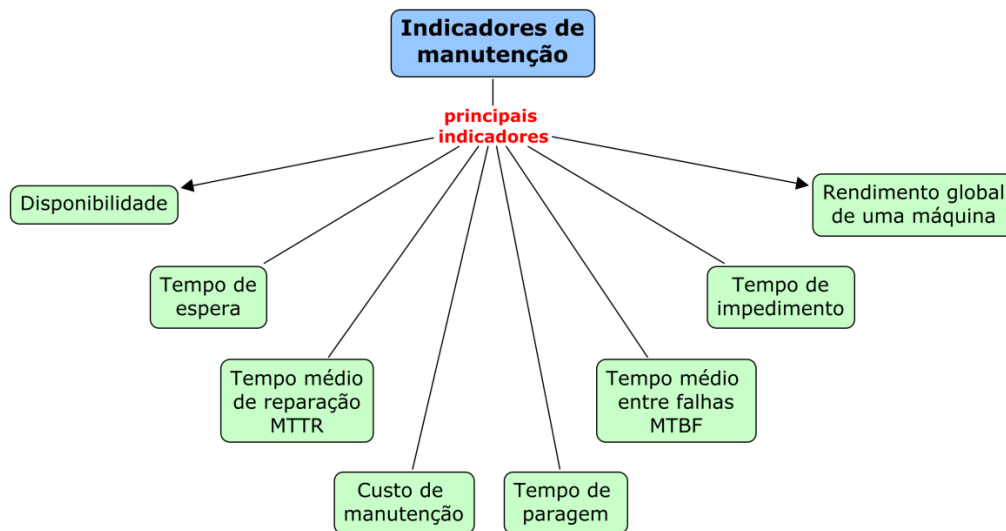 Indicadores de
manutenção
principais
indicadores
Disponibilidade
Rendimento global
de uma máquina
Tempo de
espera
Tempo de
impedimento
Tempo médio
de reparação
MTTR
Tempo médio
entre falhas
MTBF
Custo de
manutenção
Tempo de
paragem